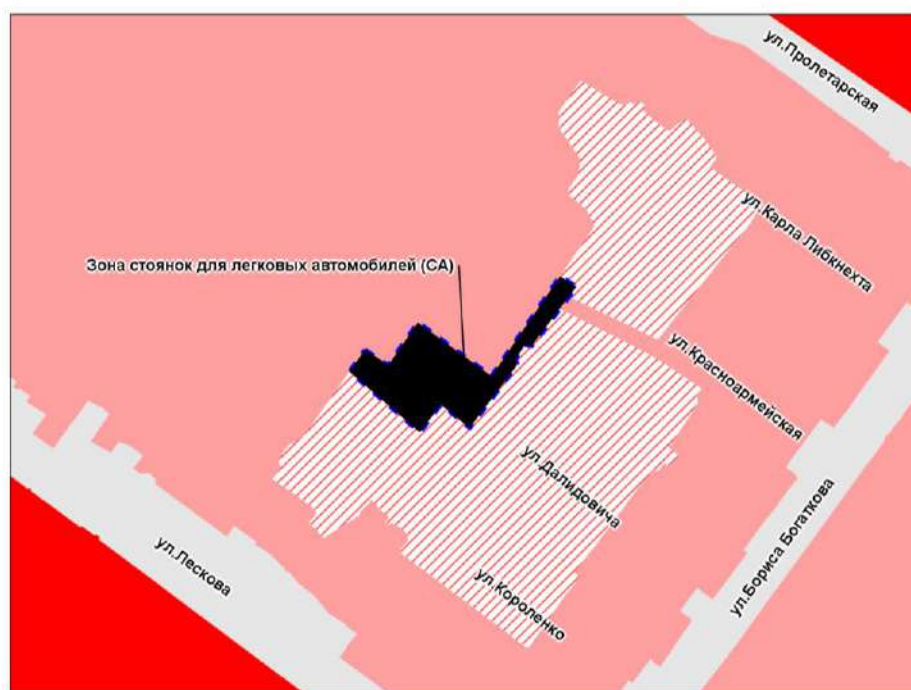 ул.Пролетарская
ул.Карла Либкнехта
Зона стоянок для легковых автомобилей (СА)
ул.Красноармейская
ул.Далидовича
ул.Бориса Богаткова
ул.Лескова
ул.Короленко